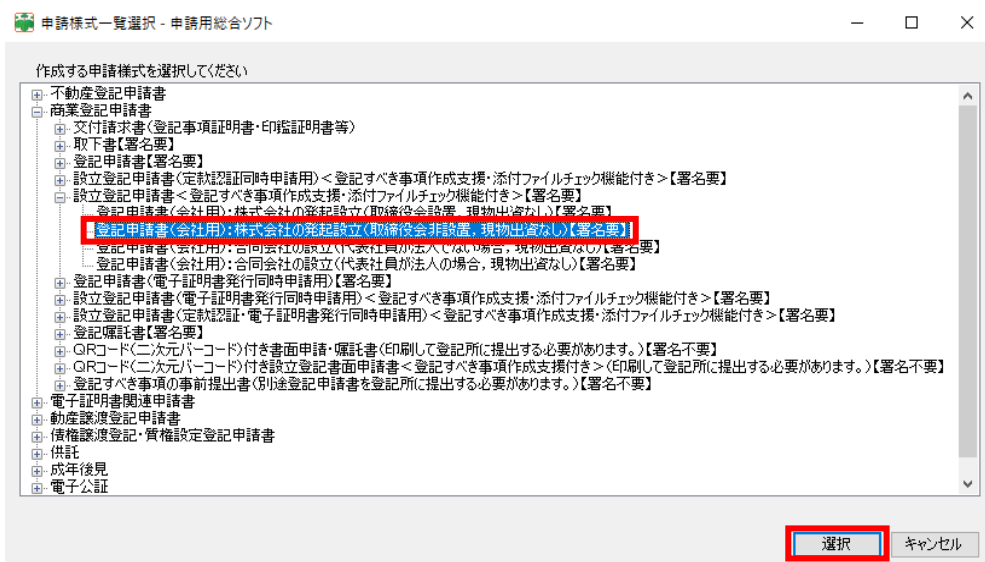 申請様式一覧選択 - 申請用総合ソフト
作成する申請様式を選択してください
不動産登記申請書
商業登記申請書
交付請求書(登記事項証明書・印鑑証明書等)
取下書【署名要】
登記申請書【署名要】
設立登記申請書(定款認証同時申請用)<登記すべき事項作成支援・添付ファイルチェック機能付き>【署名要】
設立登記申請書<登記すべき事項作成支援・添付ファイルチェック機能付き>【署名要】
登記申請書(会社用):株式会社の発起設立(取締役会設置,現物出資なし)【署名要】
登記申請書(会社用):株式会社の発起設立(取締役会非設置,現物出資なし)【署名要】
登記申請書(会社用):合同会社の設立(代表社員が法人でない場合,現物出資なし)【署名要】
登記申請書(会社用):合同会社の設立(代表社員が法人の場合,現物出資なし)【署名要】
登記申請書(電子証明書発行同時申請用)【署名要】
設立登記申請書(電子証明書発行同時申請用)<登記すべき事項作成支援・添付ファイルチェック機能付き>【署名要】
設立登記申請書(定款認証・電子証明書発行同時申請用)<登記すべき事項作成支援・添付ファイルチェック機能付き>【署名要】
登記嘱託書【署名要】
QRコード(二次元バーコード)付き書面申請・嘱託書(印刷して登記所に提出する必要があります。)【署名不要】
QRコード(二次元バーコード)付き設立登記書面申請書<登記すべき事項作成支援付き>(印刷して登記所に提出する必要があります。)【署名不要】
登記すべき事項の事前提出書(別途登記申請書を登記所に提出する必要があります。)【署名不要】
電子証明書関連申請書
動産譲渡登記申請書
債権譲渡登記・質権設定登記申請書
供託
成年後見
電子公証
選択 キャンセル